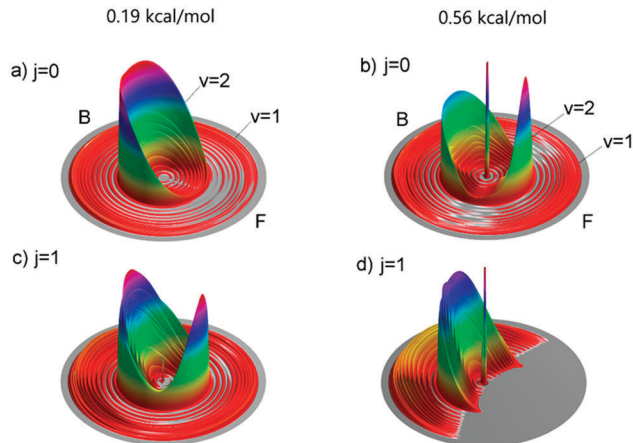 0.19 kcal/mol
0.56 kcal/mol
a) j=0
v=2
B
v=1
F
b) j=0
B
v=2
v=1
F
c) j=1
d) j=1